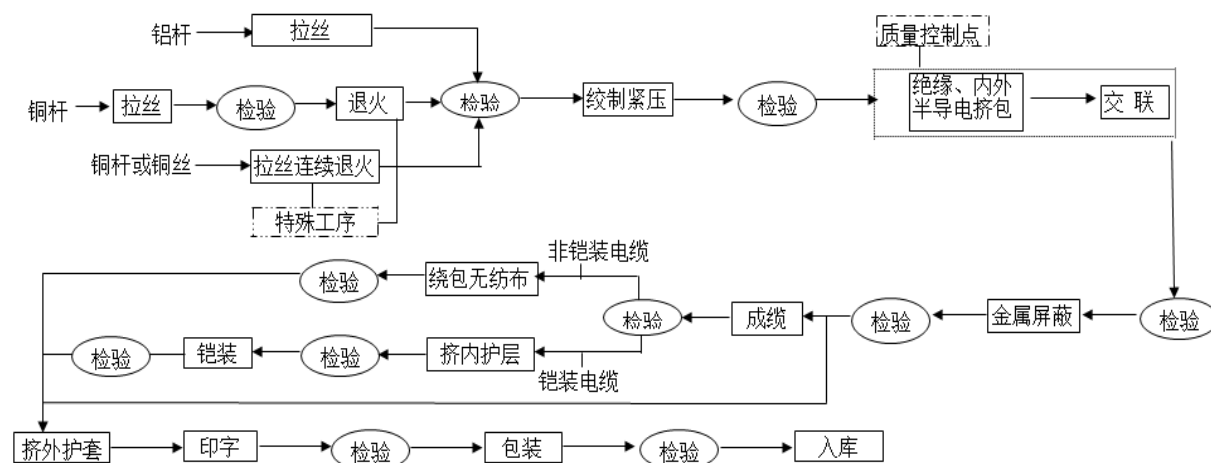 铝杆
拉丝
质量控制点
铜杆
拉丝
检验
退火
检验
绞制紧压
检验
绝缘、内外
半导电挤包
交 联
铜杆或铜丝
拉丝连续退火
特殊工序
非铠装电缆
检验
绕包无纺布
检验
成缆
检验
金属屏蔽
检验
检验
铠装
检验
挤内护层
铠装电缆
挤外护套
印字
检验
包装
检验
入库